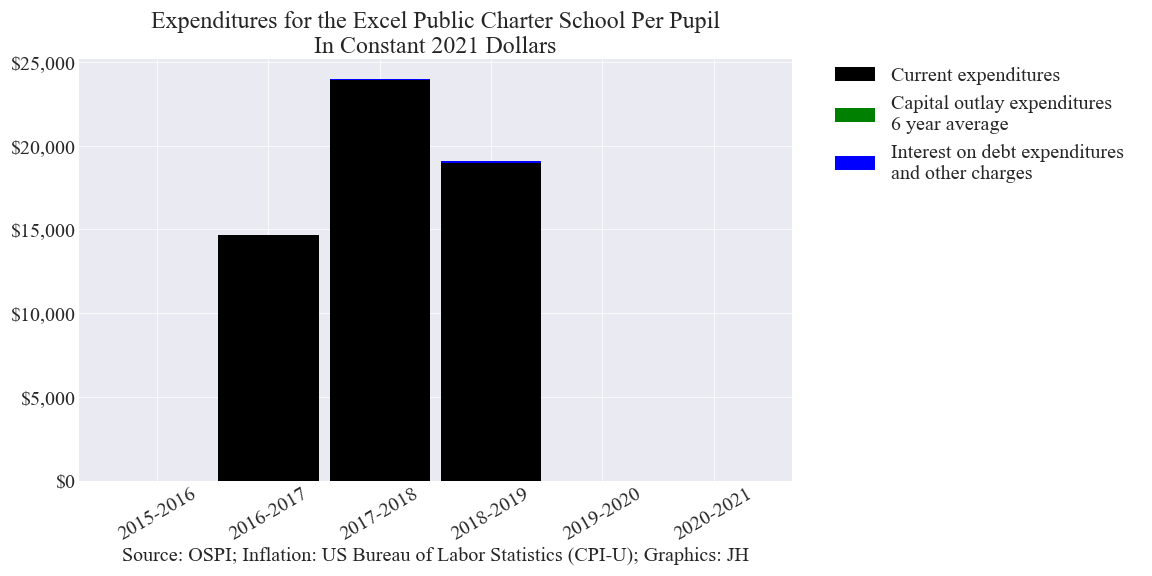 Expenditures for the Excel Public Charter School Per Pupil
In Constant 2021 Dollars
$25,000
$20,000
$15,000
$10,000
$5,000
$0
2015-2016
2016-2017
2017-2018
2018-2019
2019-2020
2020-2021
Source: OSPI; Inflation: US Bureau of Labor Statistics (CPI-U); Graphics: JH
Current expenditures
Capital outlay expenditures
6 year average
Interest on debt expenditures
and other charges